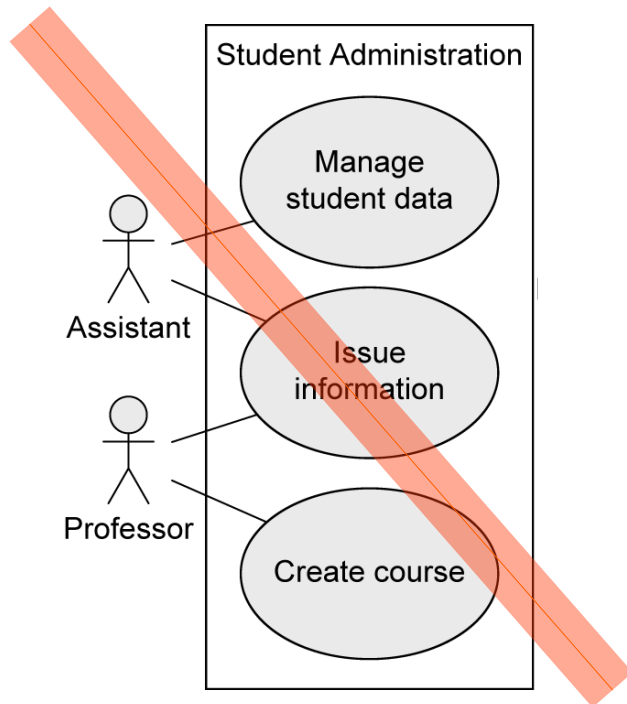 Student Administration
Manage
student data
Assistant
Issue
information
Professor
Create course